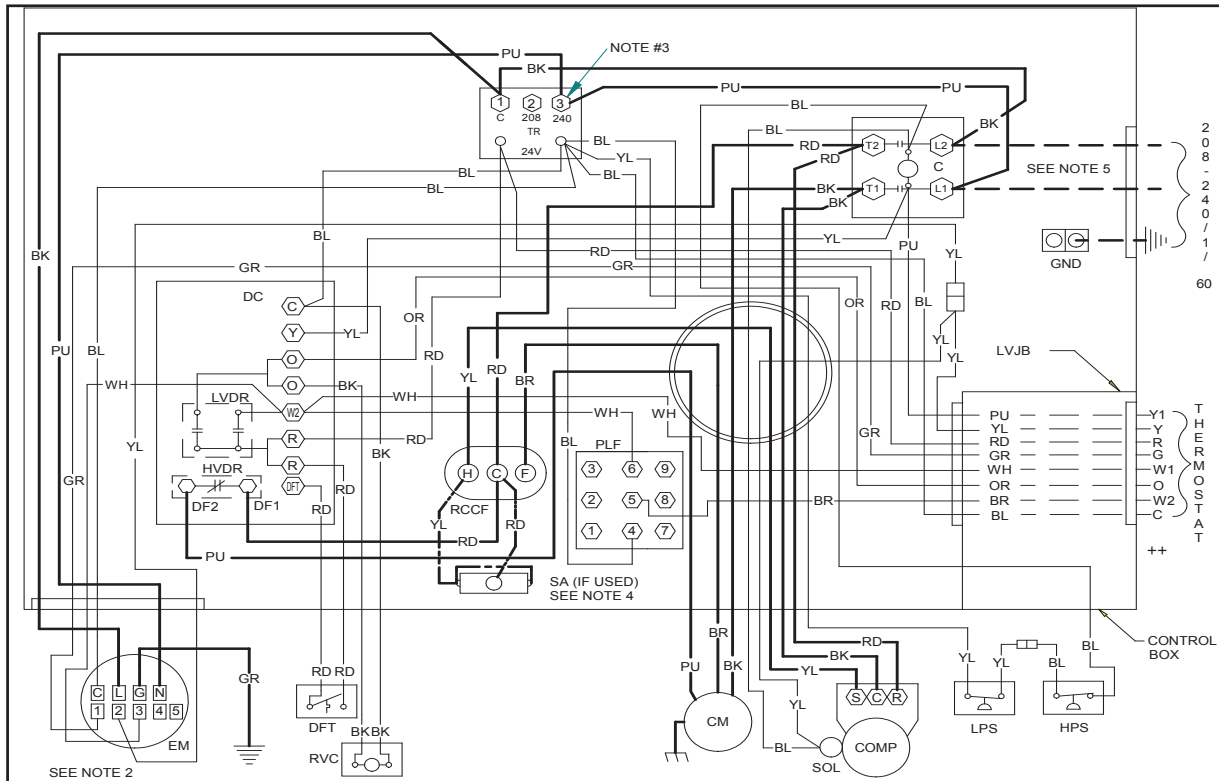 NOTE #3
PU
BK
1 2 3
C 208 240
TR
24V
BL
YL
BL
BL
BL
PU
PU
BK
BL
BL
RD
RD
T2 L2
C
T1 L1
BK
BK
SEE NOTE 5
208-240/1/60
GND
BK
PU
BL
GR
BL
YL
PU
RD
GR
YL
OR
RD
BL
YL
YL
LVJB
DC
C
Y
O
O
W2
R
R
DFT
YL
OR
RD
BK
WH
WH
LVDR
HVDR
DF2 DF1
RD
RD
RD
BK
GR
YL
PU
YL RD BR
H C F
RCCF
YL RD
RD
BL
WH
WH
PLF
3 6 9
2 5 8
1 4 7
GR
BR
PU Y1
YL Y
RD R
GR G
WH W1
OR O
BR W2
BL C
THERMOSTAT
++
SA (IF USED)
SEE NOTE 4
CONTROL
BOX
GR
C L G N
1 2 3 4 5
EM
SEE NOTE 2
RD RD
DFT
BK BK
RVC
PU
BR
BK
CM
RD
BK
YL
YL
BL
SOL
S C R
COMP
YL
YL
BL
BL
LPS
HPS